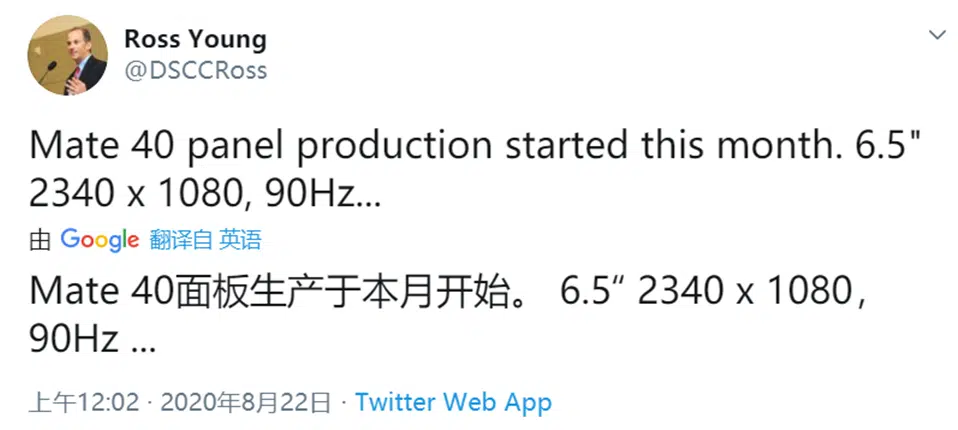 Ross Young
@DSCCRoss
Mate 40 panel production started this month. 6.5"
2340 x 1080, 90Hz...
由 Google 翻译自 英语
Mate 40面板生产于本月开始。 6.5“ 2340 x 1080，
90Hz ...
上午12:02 · 2020年8月22日 · Twitter Web App